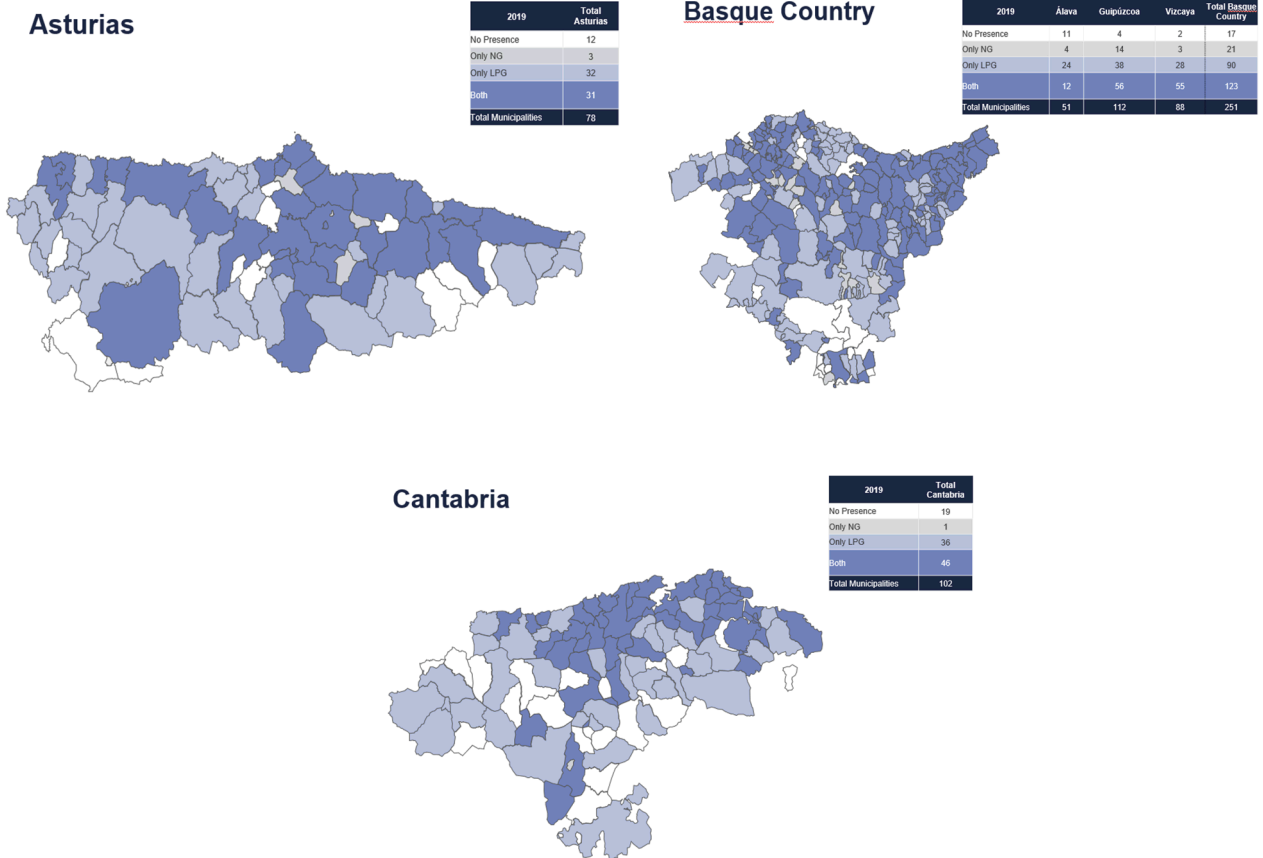 Asturias
2019 Total Asturias
No Presence 12
Only NG 3
Only LPG 32
Both 31
Total Municipalities 78
Basque Country
2019 Álava Guipúzcoa Vizcaya Total Basque Country
No Presence 11 4 2 17
Only NG 4 14 3 21
Only LPG 24 38 28 90
Both 12 56 55 123
Total Municipalities 51 112 88 251
Cantabria
2019 Total Cantabria
No Presence 19
Only NG 1
Only LPG 36
Both 46
Total Municipalities 102